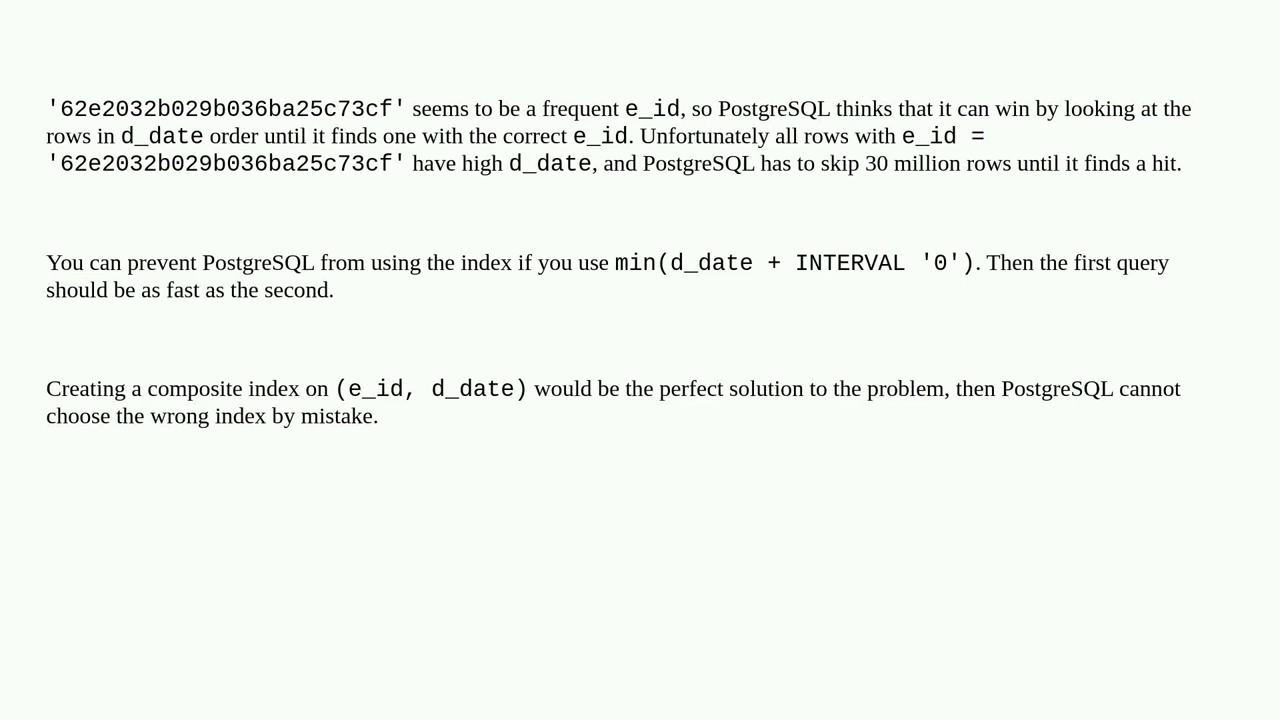 '62e2032b029b036ba25c73cf' seems to be a frequent e_id, so PostgreSQL thinks that it can win by looking at the
rows in d_date order until it finds one with the correct e_id. Unfortunately all rows with e_id =
'62e2032b029b036ba25c73cf' have high d_date, and PostgreSQL has to skip 30 million rows until it finds a hit.
You can prevent PostgreSQL from using the index if you use min(d_date + INTERVAL '0'). Then the first query
should be as fast as the second.
Creating a composite index on (e_id, d_date) would be the perfect solution to the problem, then PostgreSQL cannot
choose the wrong index by mistake.